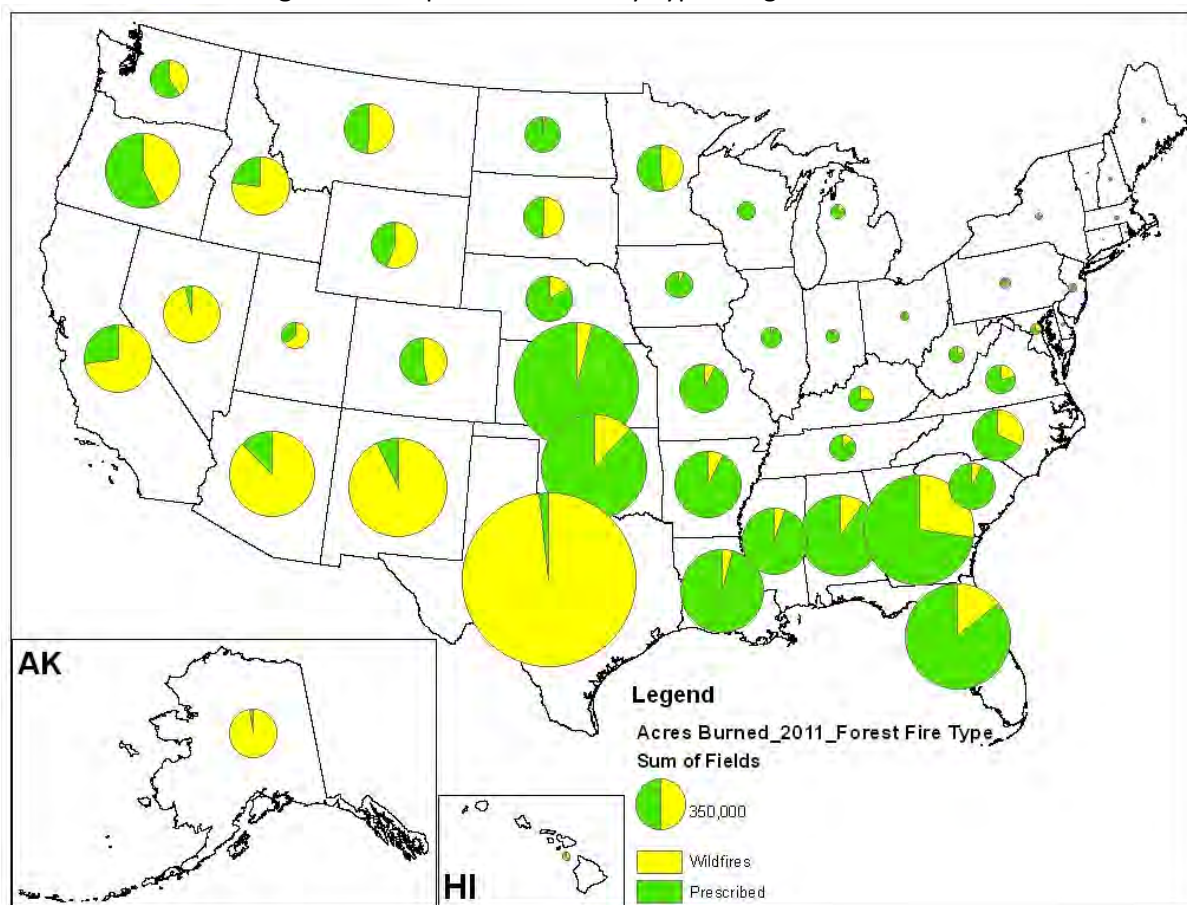 AK
HI
Legend
Acres Burned_2011_Forest Fire Type
Sum of Fields
350,000
Wildfires
Prescribed